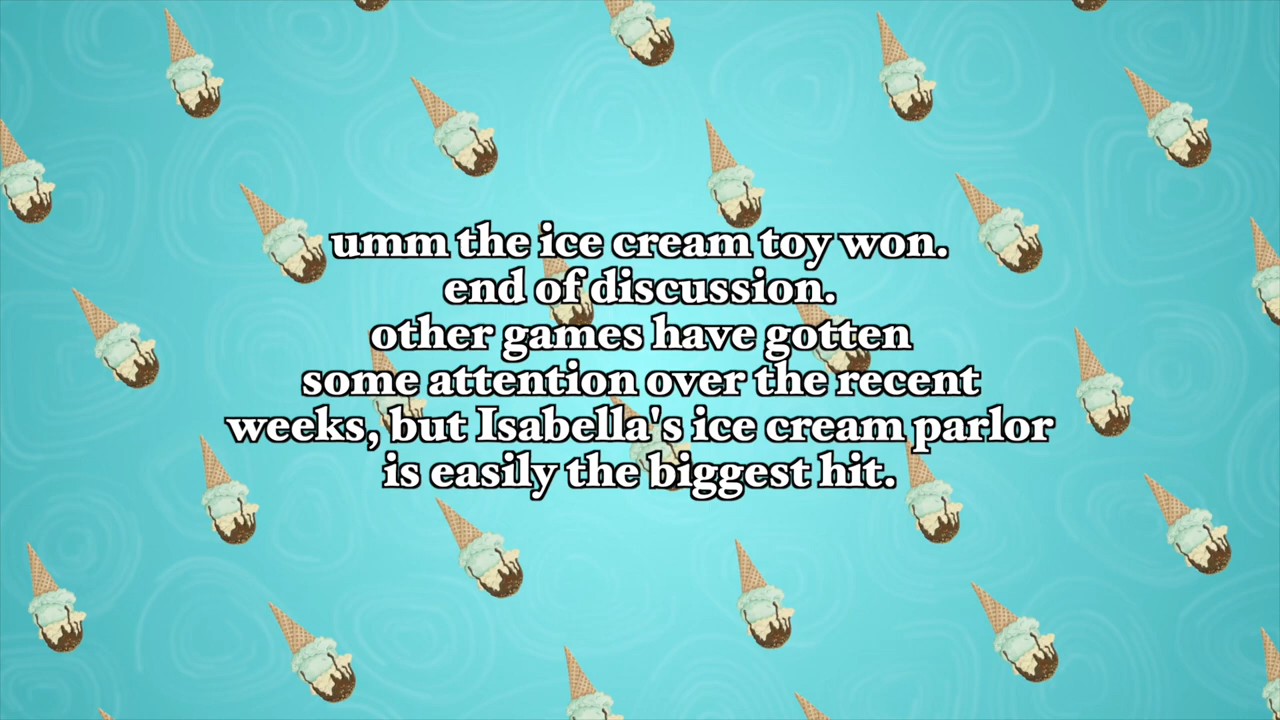 umm the ice cream toy won.
end of discussion.
other games have gotten
some attention over the recent
weeks, but Isabella's ice cream parlor
is easily the biggest hit.